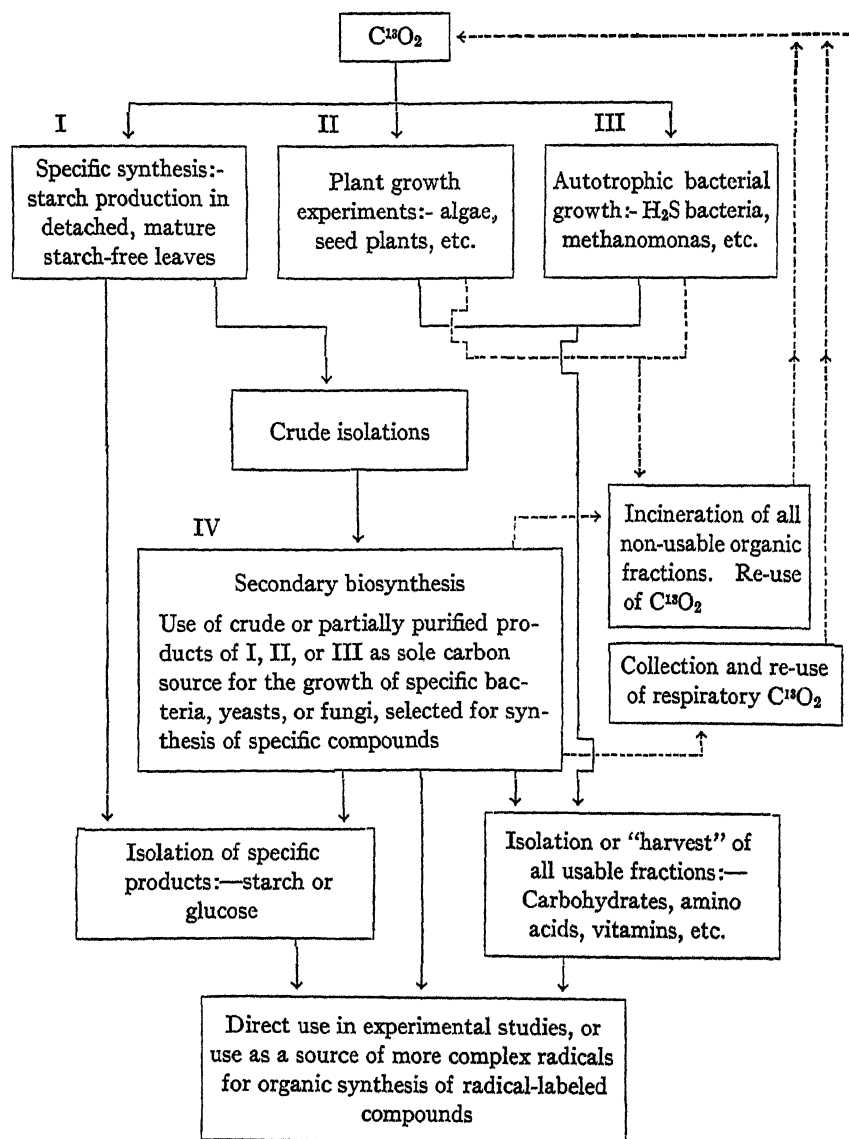 C¹³O₂
I
II
III
Specific synthesis:-
starch production in
detached, mature
starch-free leaves
Plant growth
experiments:- algae,
seed plants, etc.
Autotrophic bacterial
growth:- H₂S bacteria,
methanomonas, etc.
Crude isolations
IV
Secondary biosynthesis
Use of crude or partially purified pro-
ducts of I, II, or III as sole carbon
source for the growth of specific bac-
teria, yeasts, or fungi, selected for syn-
thesis of specific compounds
Incineration of all
non-usable organic
fractions. Re-use
of C¹³O₂
Collection and re-use
of respiratory C¹³O₂
Isolation of specific
products:—starch or
glucose
Isolation or “harvest” of
all usable fractions:—
Carbohydrates, amino
acids, vitamins, etc.
Direct use in experimental studies, or
use as a source of more complex radicals
for organic synthesis of radical-labeled
compounds